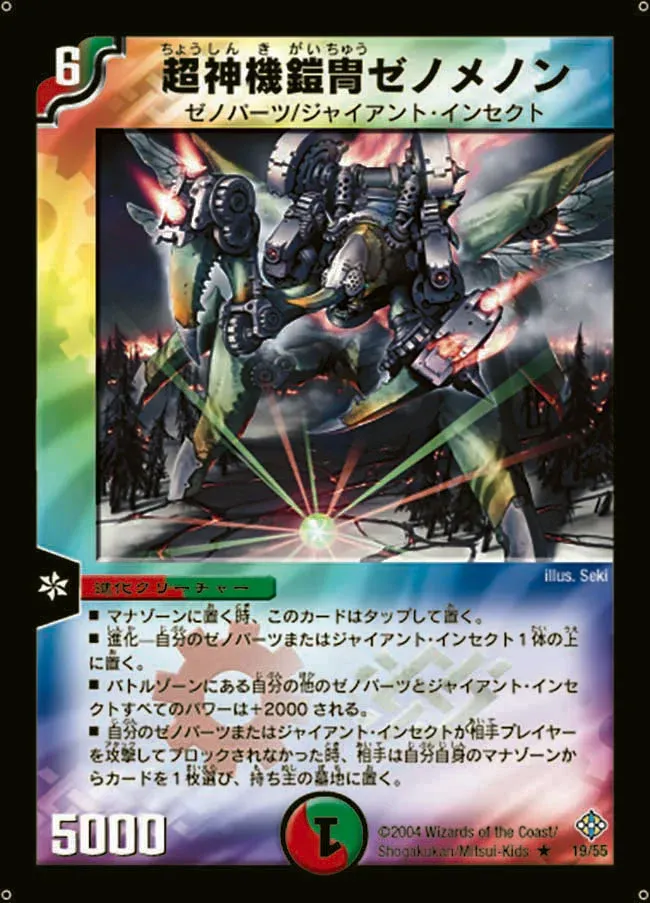 6
ちょうしん き がいちゅう
超神機鎧冑ゼノメノン
ゼノパーツ/ジャイアント・インセクト
illus. Seki
進化クリーチャー
■ マナゾーンに置く時、このカードはタップして置く。
■ 進化—自分のゼノパーツまたはジャイアント・インセクト1体の上
に置く。
■ バトルゾーンにある自分の他のゼノパーツとジャイアント・インセ
クトすべてのパワーは+2000 される。
■ 自分のゼノパーツまたはジャイアント・インセクトが相手プレイヤー
を攻撃してブロックされなかった時、相手は自分自身のマナゾーンか
らカードを1枚選び、持ち主の墓地に置く。
5000
1
©2004 Wizards of the Coast/
Shogakukan/Mitsui-Kids ★ 19/55